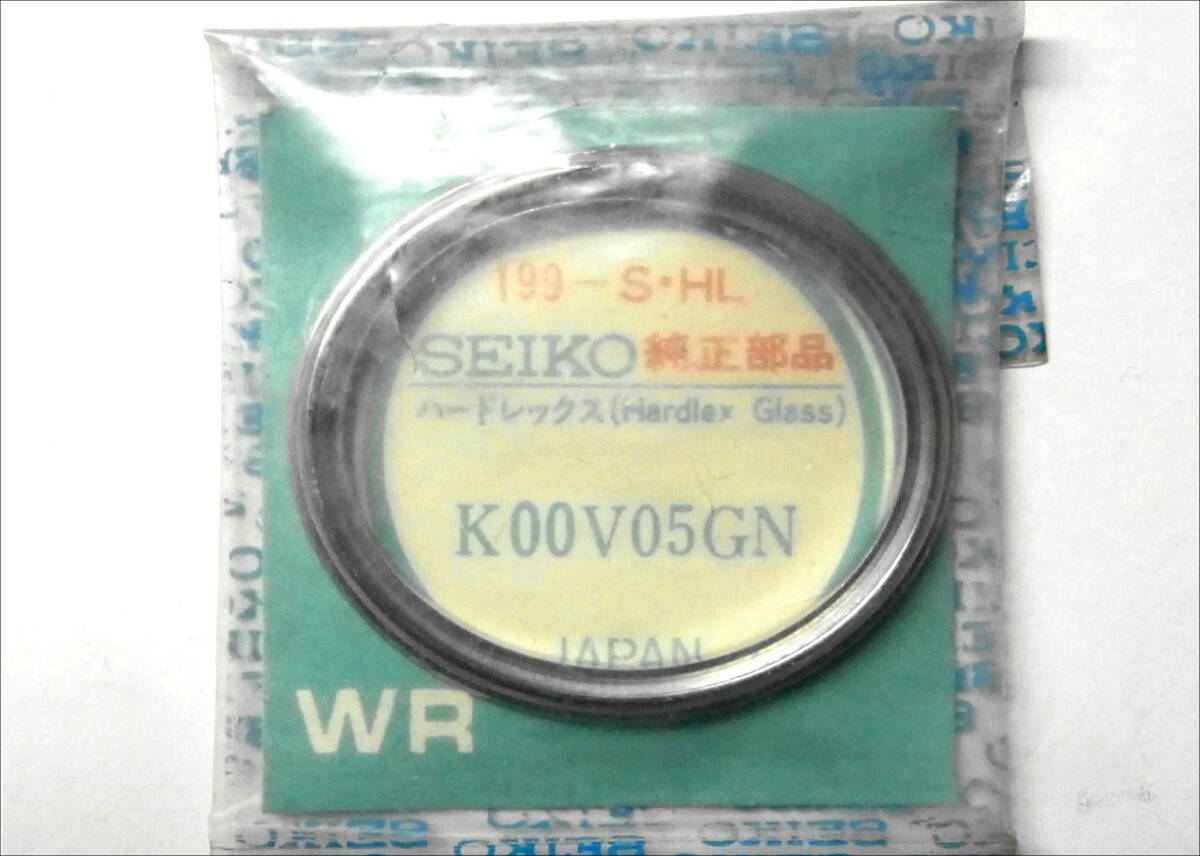 199-S・HL
SEIKO 純正部品
ハードレックス(Hardlex Glass)
K00V05GN
JAPAN
WR